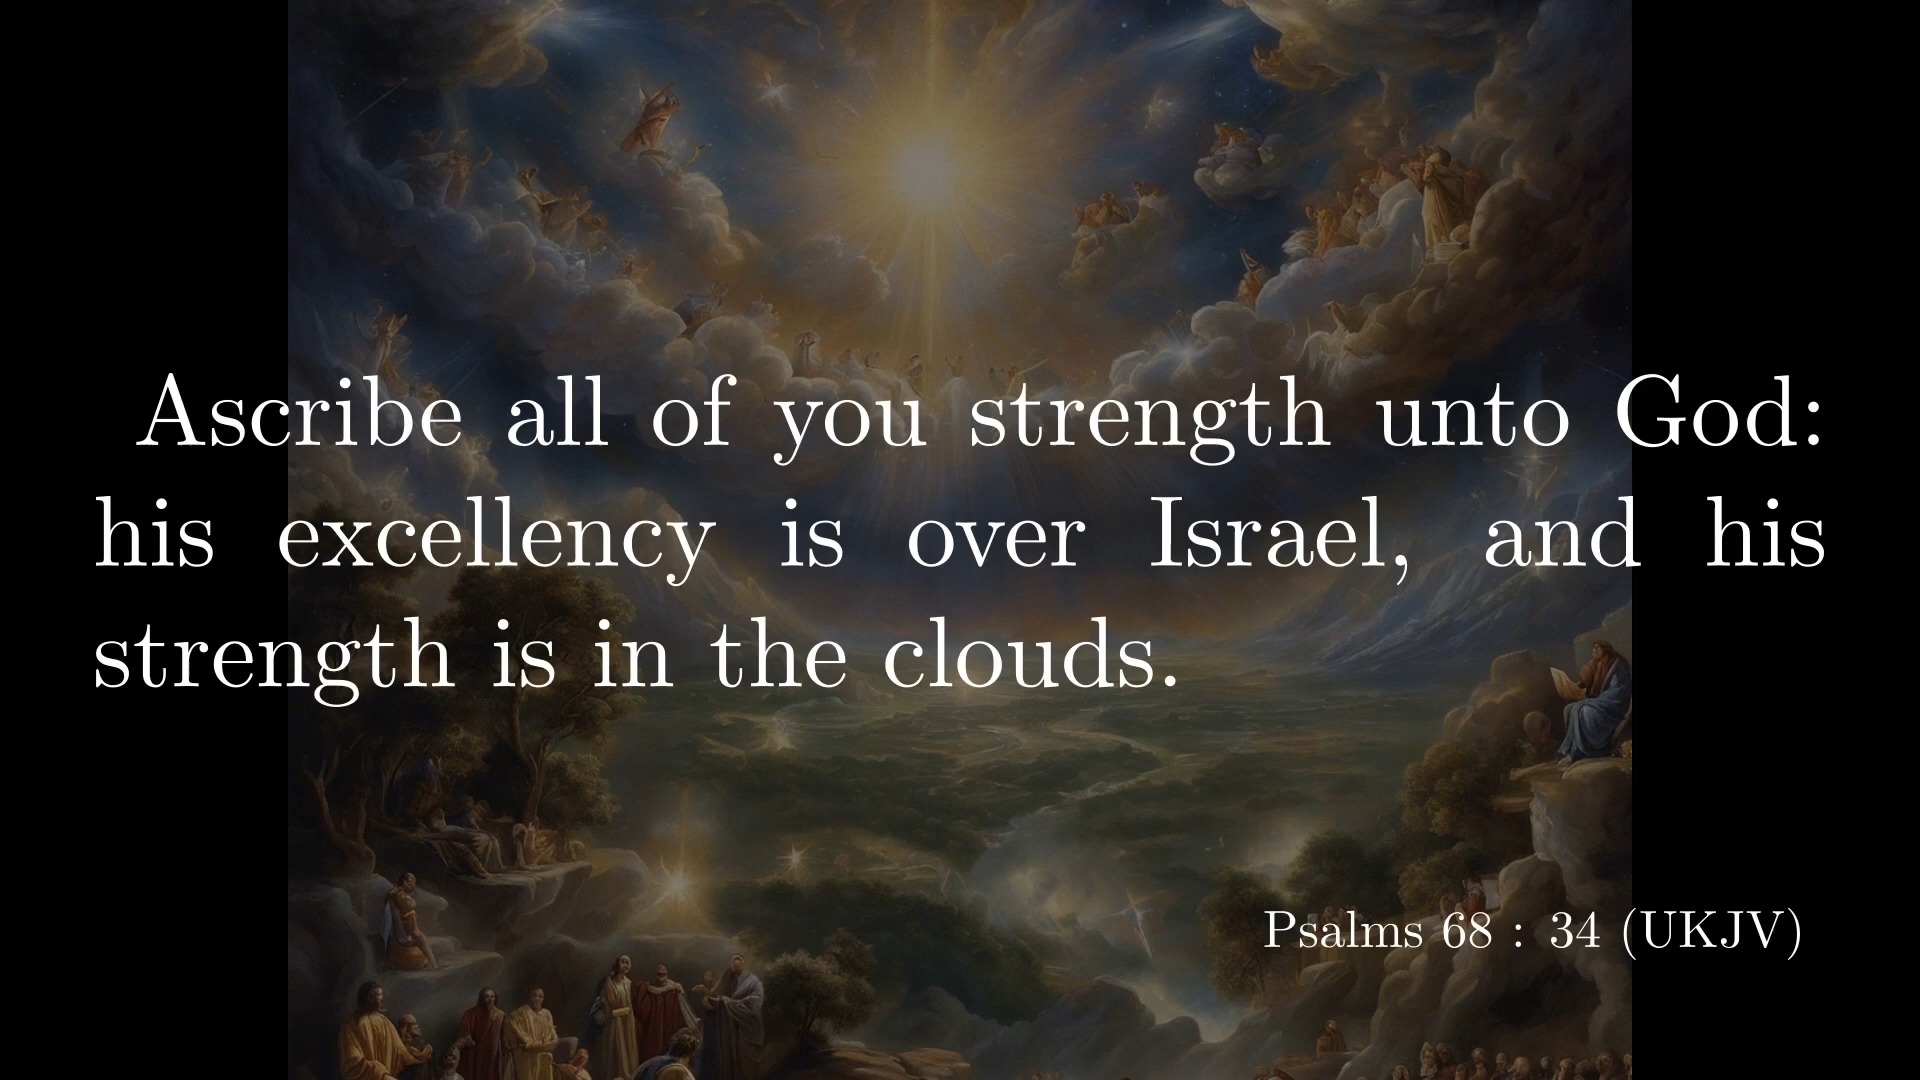 Ascribe all of you strength unto God:
his excellency is over Israel, and his
strength is in the clouds.
Psalms 68 : 34 (UKJV)